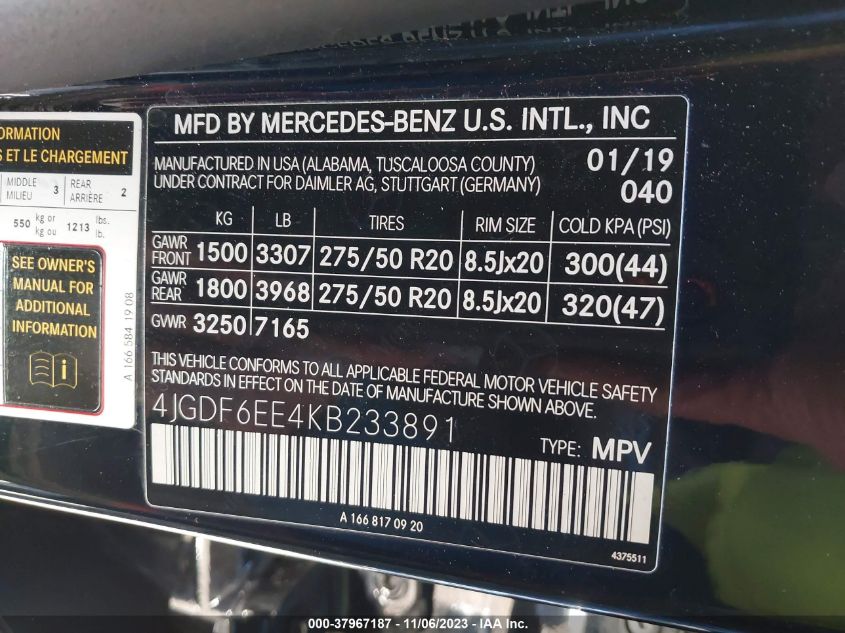 ORMATION
S ET LE CHARGEMENT
MIDDLE
MILIEU 3 REAR
ARRIÈRE 2
550 kg or
kg ou 1213 lbs.
lb.
SEE OWNER'S
MANUAL FOR
ADDITIONAL
INFORMATION
A 166 584 19 08
MFD BY MERCEDES-BENZ U.S. INTL., INC
MANUFACTURED IN USA (ALABAMA, TUSCALOOSA COUNTY) 01/19
UNDER CONTRACT FOR DAIMLER AG, STUTTGART (GERMANY) 040
KG LB TIRES RIM SIZE COLD KPA (PSI)
GAWR
FRONT 1500 3307 275/50 R20 8.5Jx20 300(44)
GAWR
REAR 1800 3968 275/50 R20 8.5Jx20 320(47)
GVWR 3250 7165
THIS VEHICLE CONFORMS TO ALL APPLICABLE FEDERAL MOTOR VEHICLE SAFETY
STANDARDS IN EFFECT ON THE DATE OF MANUFACTURE SHOWN ABOVE.
4JGDF6EE4KB233891
TYPE: MPV
A 166 817 09 20
4375511
000-37967187 - 11/06/2023 - IAA Inc.